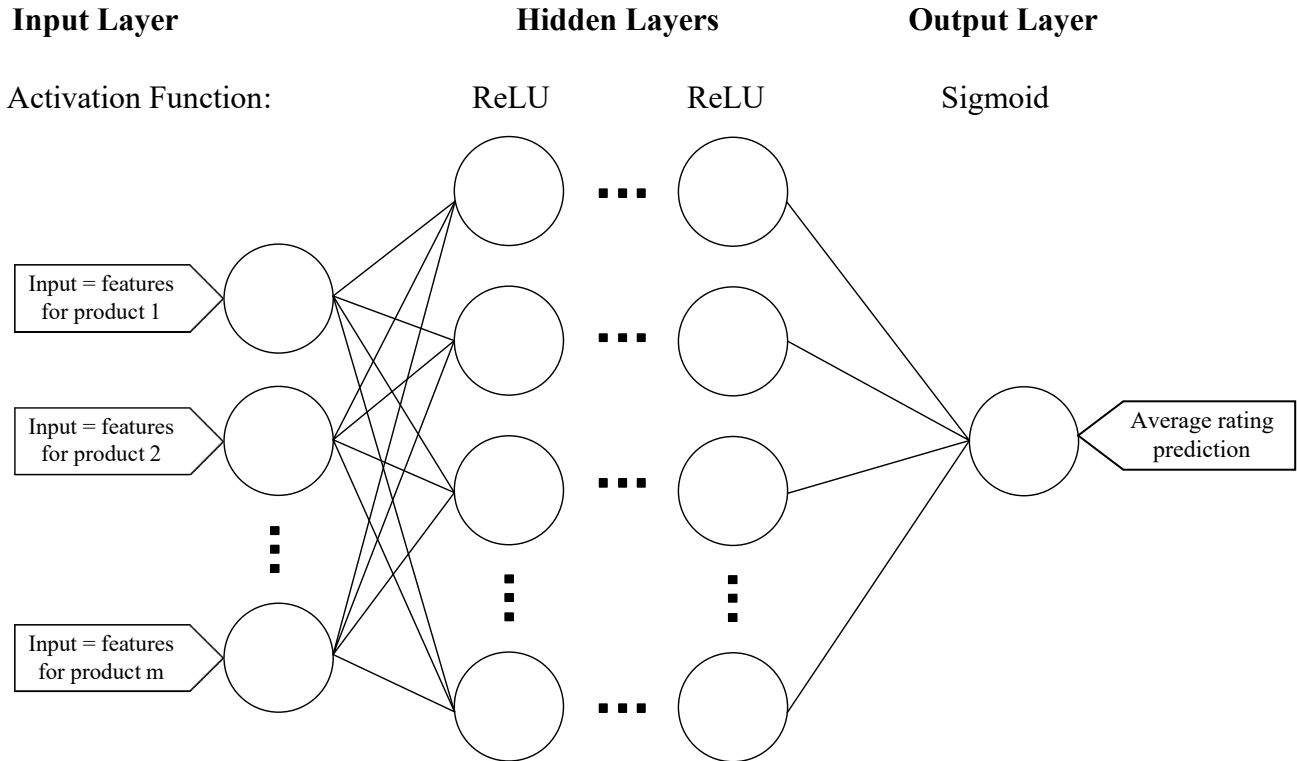 Input Layer
Hidden Layers
Output Layer
Activation Function:
ReLU
ReLU
Sigmoid
Input = features
for product 1
Input = features
for product 2
Input = features
for product m
Average rating
prediction